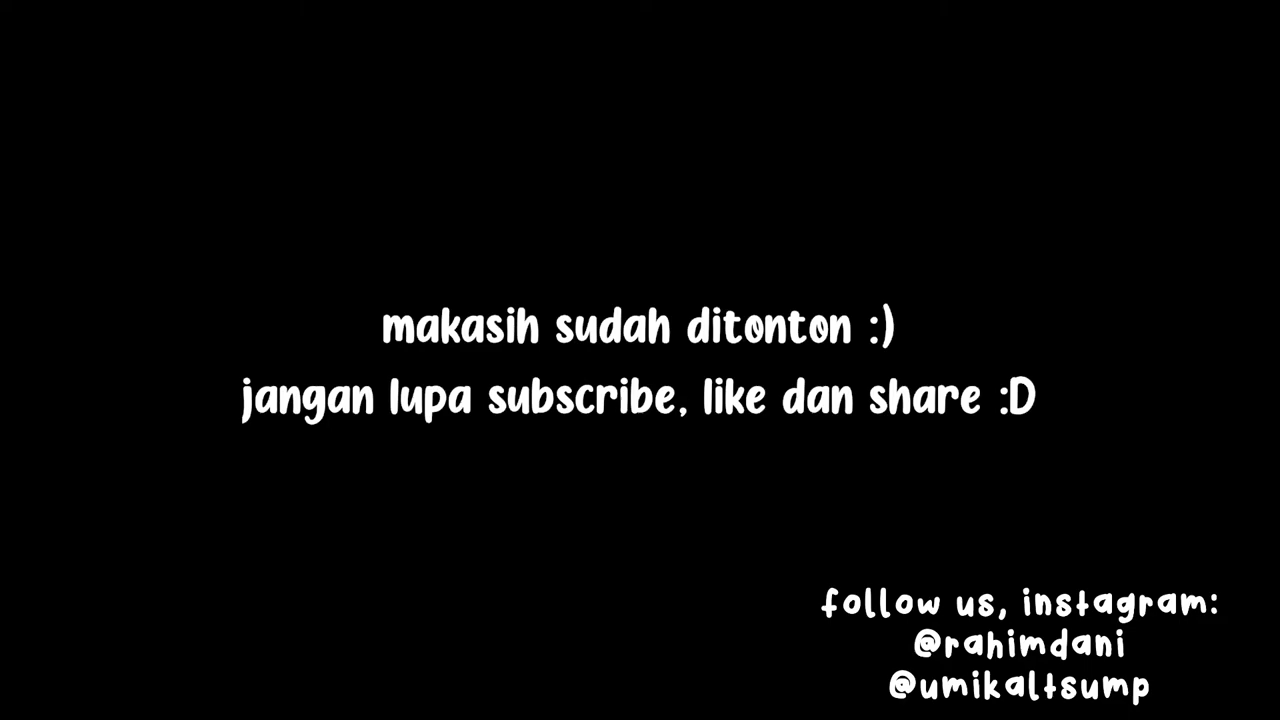 makasih sudah ditonton :)
jangan lupa subscribe, like dan share :D
follow us, instagram:
@rahimdani
@umikaltsump